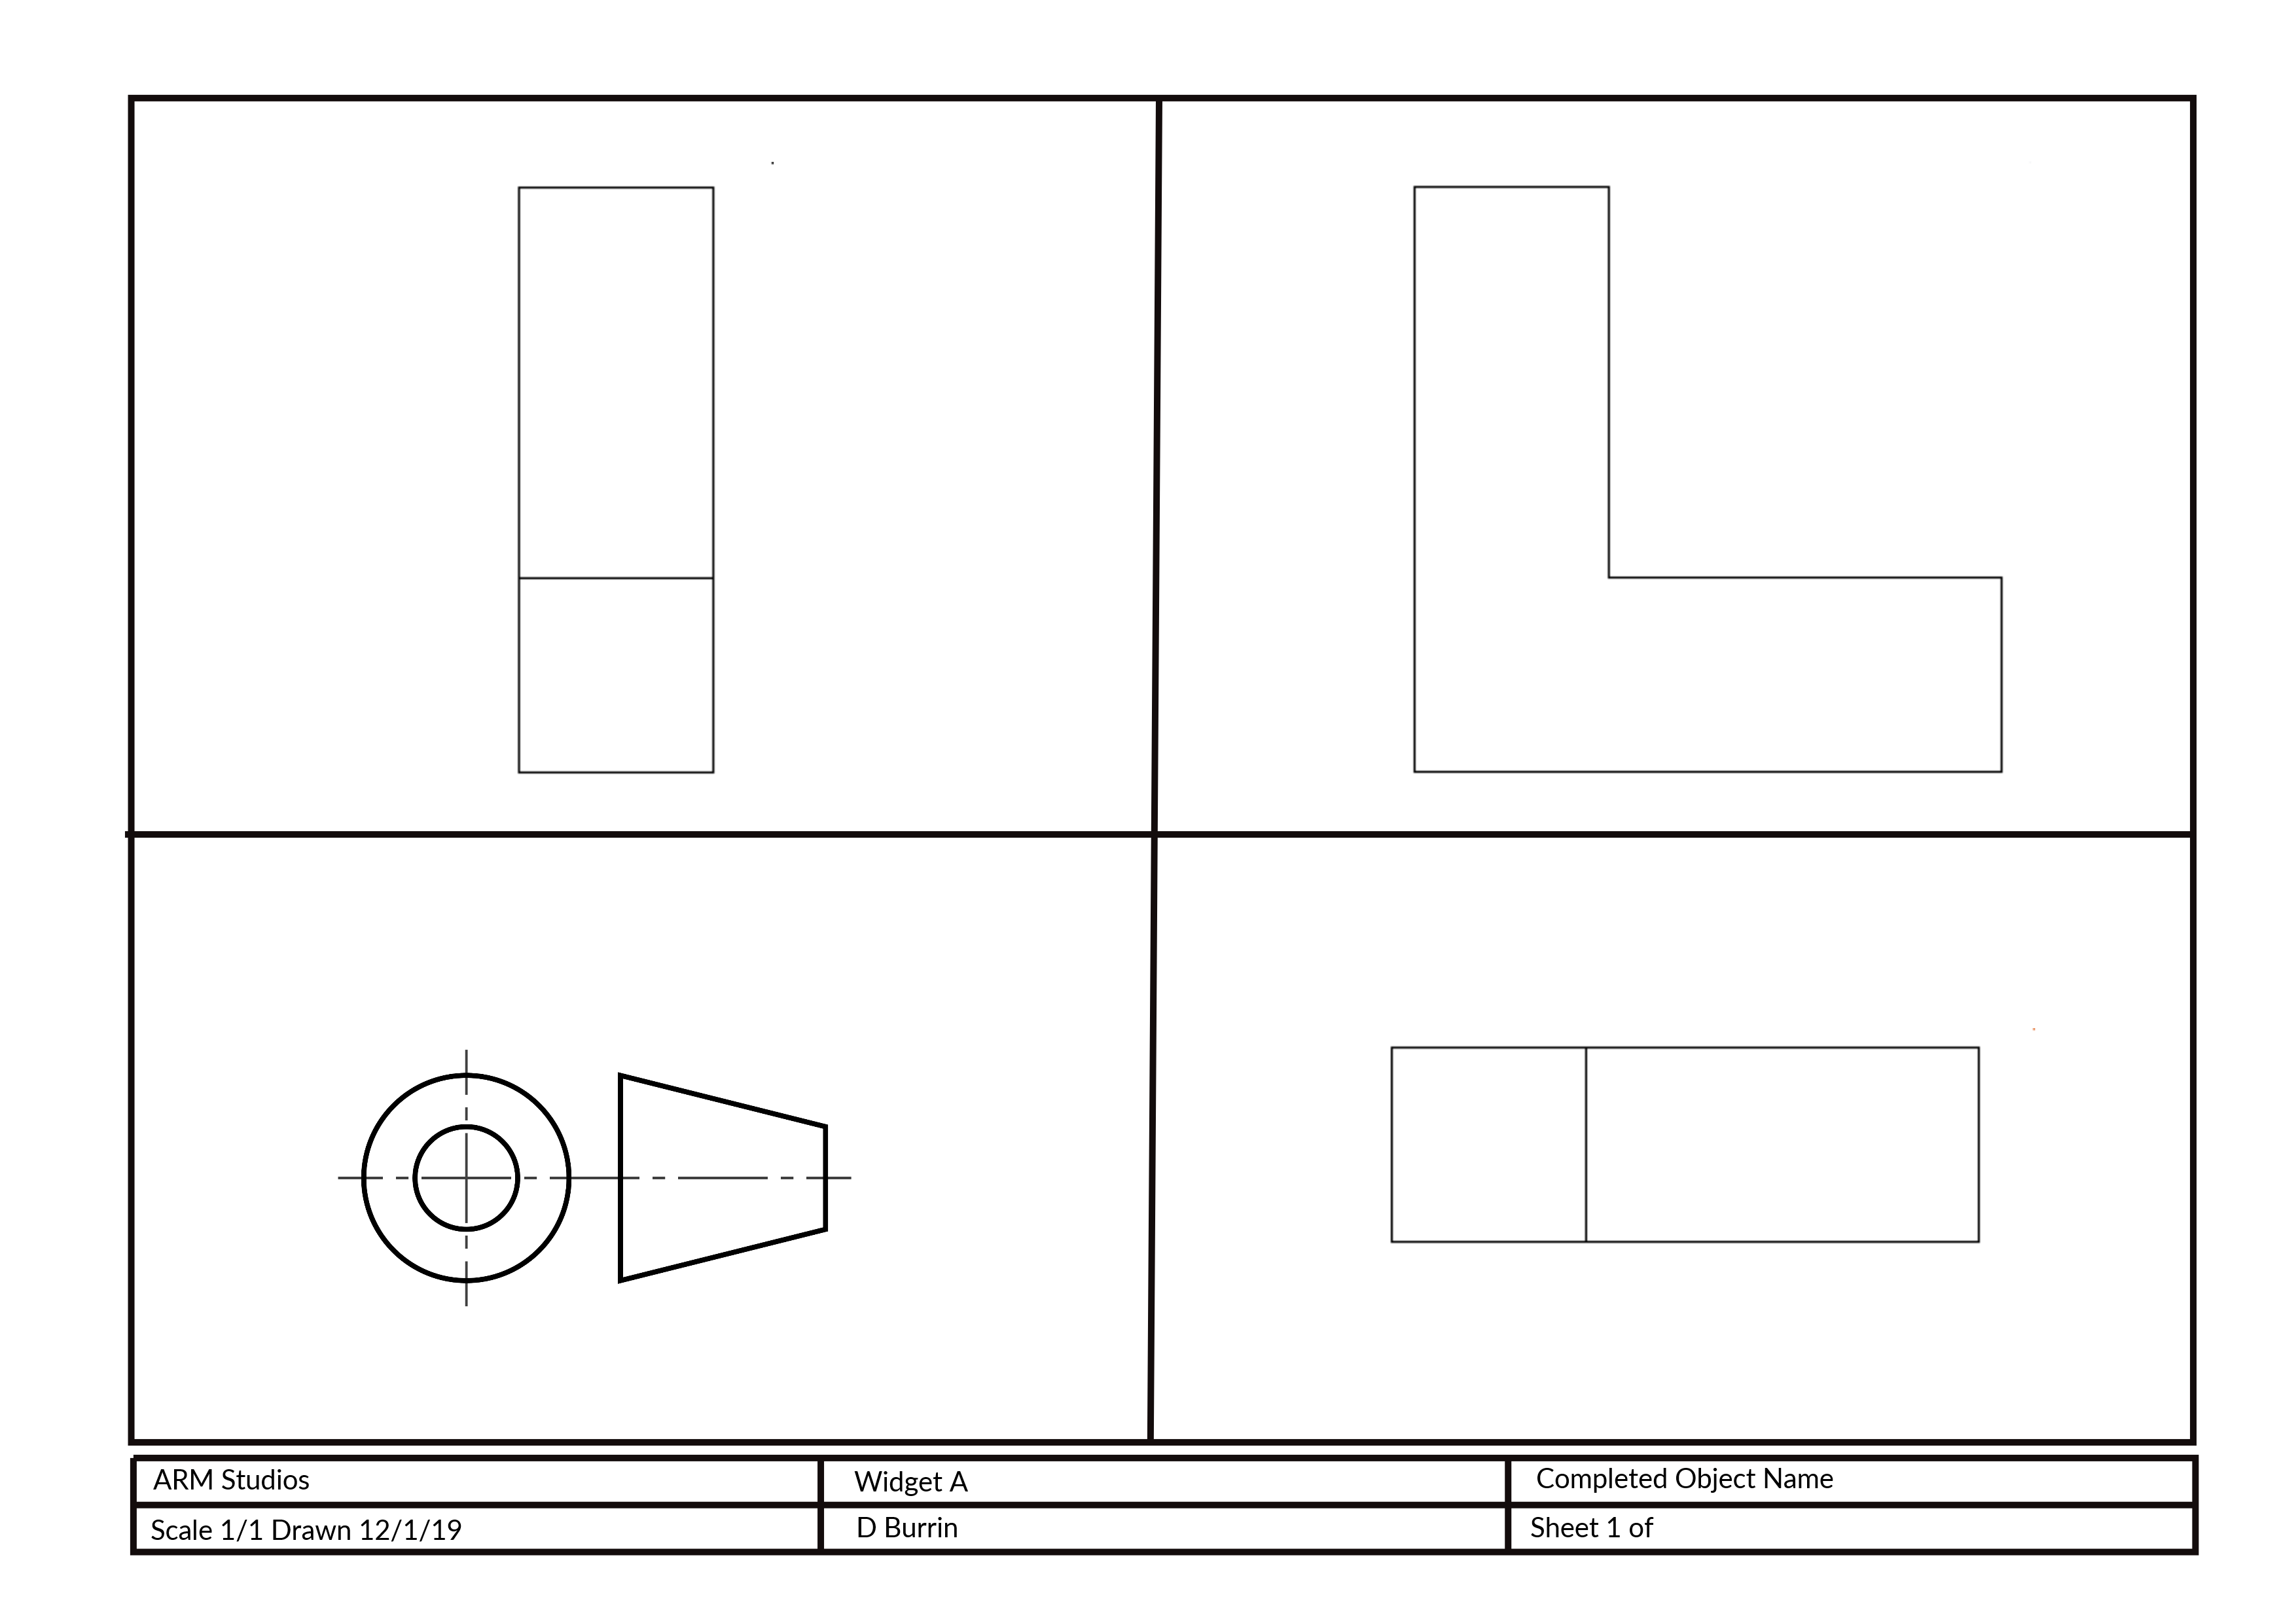 ARM Studios
Widget A
Completed Object Name
Scale 1/1 Drawn 12/1/19
D Burrin
Sheet 1 of